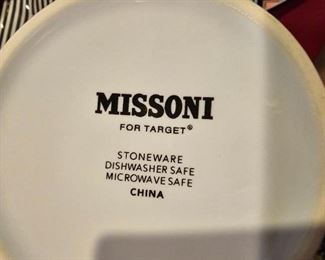 MISSONI
FOR TARGET®
STONEWARE
DISHWASHER SAFE
MICROWAVE SAFE
CHINA